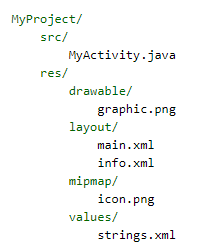 MyProject/
    src/
        MyActivity.java
    res/
        drawable/
            graphic.png
        layout/
            main.xml
            info.xml
        mipmap/
            icon.png
        values/
            strings.xml